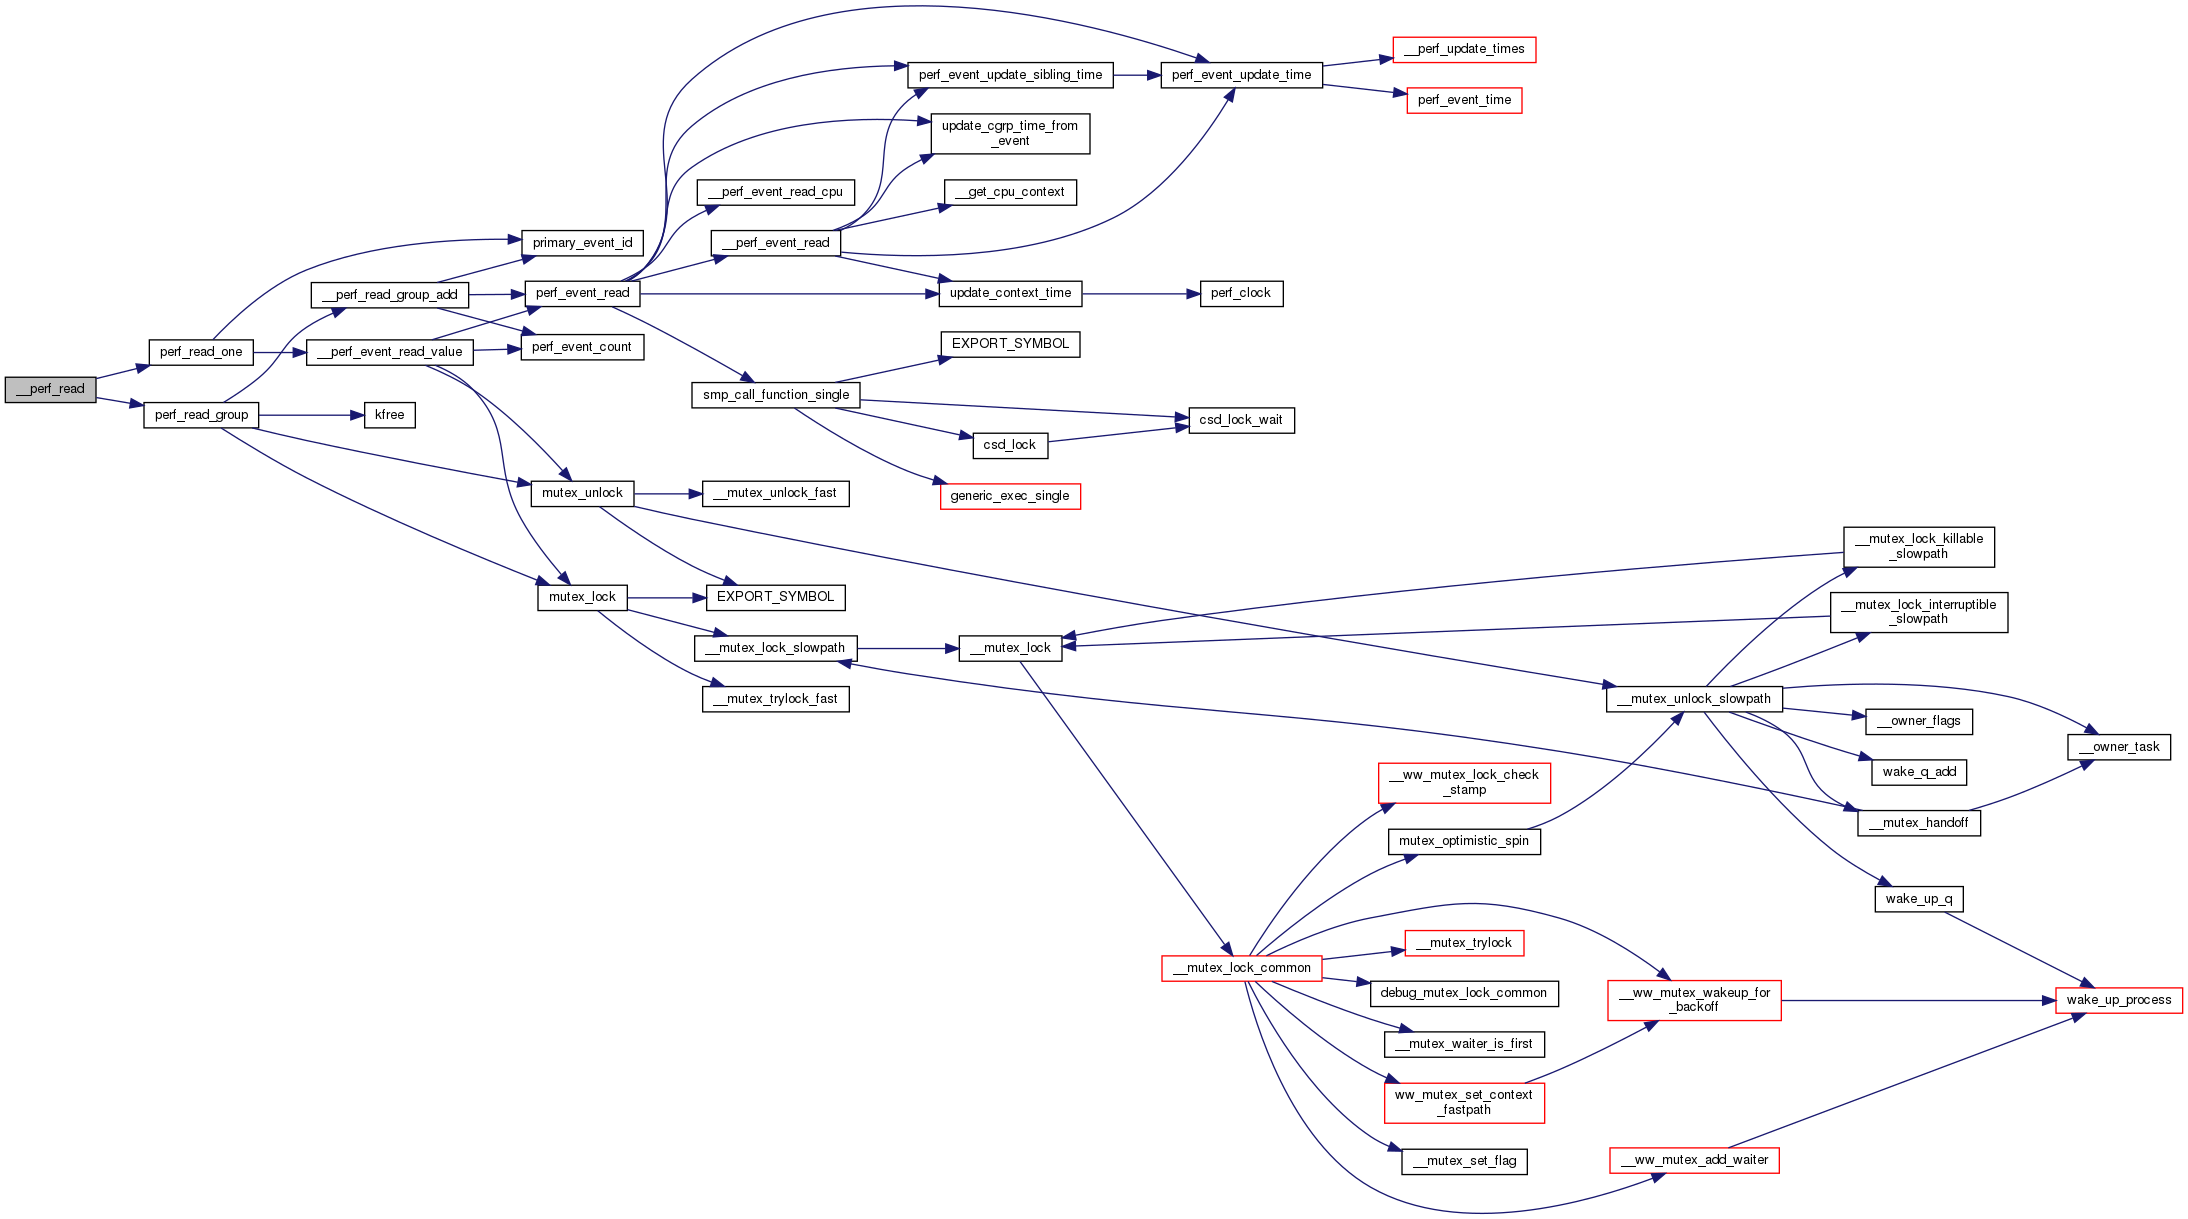 __perf_update_times
perf_event_update_sibling_time
perf_event_update_time
perf_event_time
update_cgrp_time_from
_event
__perf_event_read_cpu
__get_cpu_context
primary_event_id
__perf_event_read
__perf_read_group_add
perf_event_read
update_context_time
perf_clock
perf_read_one
__perf_event_read_value
perf_event_count
EXPORT_SYMBOL
__perf_read
smp_call_function_single
perf_read_group
kfree
csd_lock_wait
csd_lock
mutex_unlock
__mutex_unlock_fast
generic_exec_single
__mutex_lock_killable
_slowpath
mutex_lock
EXPORT_SYMBOL
__mutex_lock_interruptible
_slowpath
__mutex_lock_slowpath
__mutex_lock
__mutex_trylock_fast
__mutex_unlock_slowpath
__owner_flags
__owner_task
__ww_mutex_lock_check
_stamp
wake_q_add
mutex_optimistic_spin
__mutex_handoff
wake_up_q
__mutex_trylock
__mutex_lock_common
debug_mutex_lock_common
__ww_mutex_wakeup_for
_backoff
wake_up_process
__mutex_waiter_is_first
ww_mutex_set_context
_fastpath
__mutex_set_flag
__ww_mutex_add_waiter